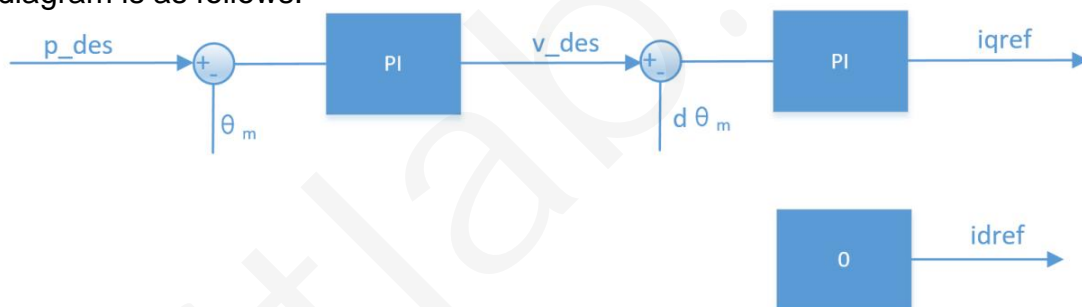 diagram is as follows:
p_des
+
-
PI
v_des
+
-
PI
iqref
θ m
d θ m
0
idref